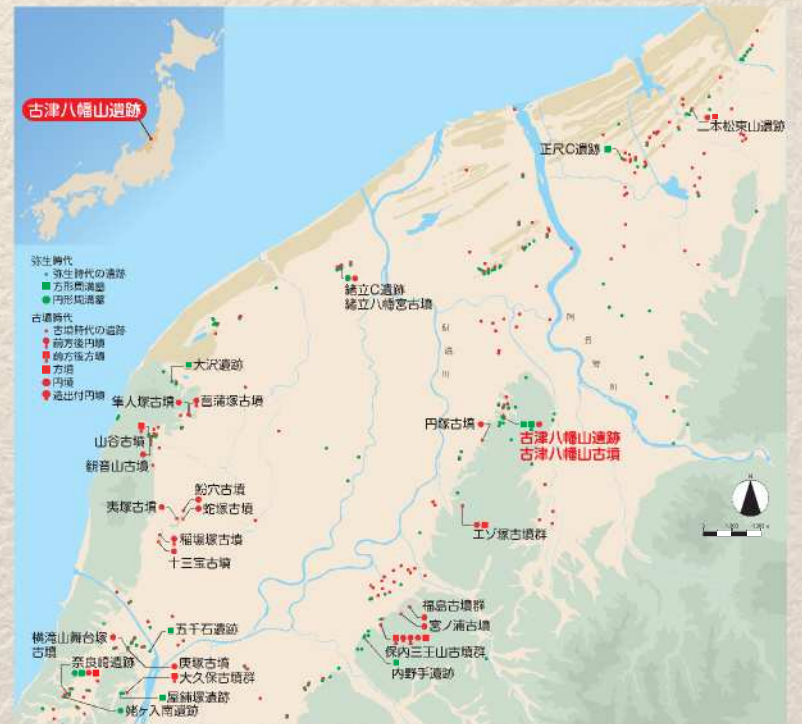 古津八幡山遺跡
弥生時代
弥生時代の遺跡
方形周溝墓
円形周溝墓
古墳時代
古墳時代の遺跡
前方後円墳
前方後方墳
方墳
円墳
造出付円墳
二本松東山遺跡
正尺C遺跡
緒立C遺跡
緒立八幡宮古墳
大沢遺跡
隼人塚古墳
菖蒲塚古墳
山谷古墳
観音山古墳
円塚古墳
古津八幡山遺跡
古津八幡山古墳
阿賀野川
N
鮒穴古墳
夷塚古墳
蛇塚古墳
稲場塚古墳
十三宝古墳
エゾ塚古墳群
福島古墳群
宮ノ浦古墳
保内三王山古墳群
内野手遺跡
横滝山舞台塚
古墳
五千石遺跡
奈良崎遺跡
庚塚古墳
大久保古墳群
屋鋪塚遺跡
姥ヶ入南遺跡